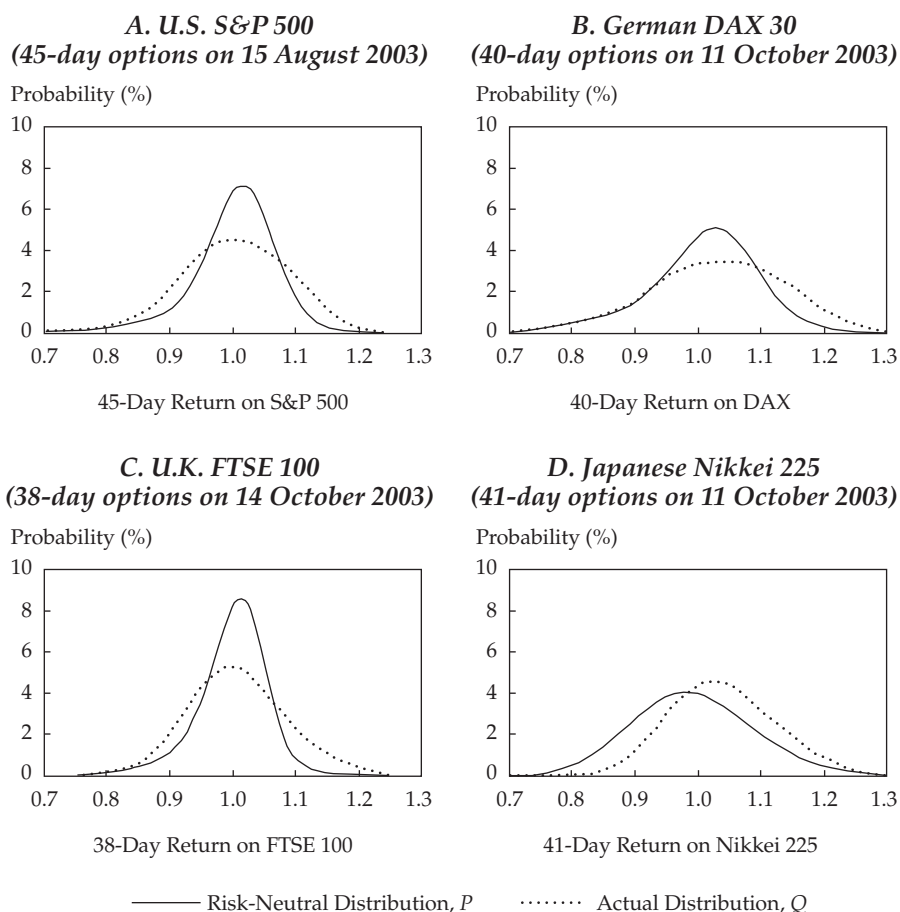 A. U.S. S&P 500
(45-day options on 15 August 2003)
Probability (%)
10
8
6
4
2
0
0.7 0.8 0.9 1.0 1.1 1.2 1.3
45-Day Return on S&P 500
B. German DAX 30
(40-day options on 11 October 2003)
Probability (%)
10
8
6
4
2
0
0.7 0.8 0.9 1.0 1.1 1.2 1.3
40-Day Return on DAX
C. U.K. FTSE 100
(38-day options on 14 October 2003)
Probability (%)
10
8
6
4
2
0
0.7 0.8 0.9 1.0 1.1 1.2 1.3
38-Day Return on FTSE 100
D. Japanese Nikkei 225
(41-day options on 11 October 2003)
Probability (%)
10
8
6
4
2
0
0.7 0.8 0.9 1.0 1.1 1.2 1.3
41-Day Return on Nikkei 225
Risk-Neutral Distribution, P
Actual Distribution, Q